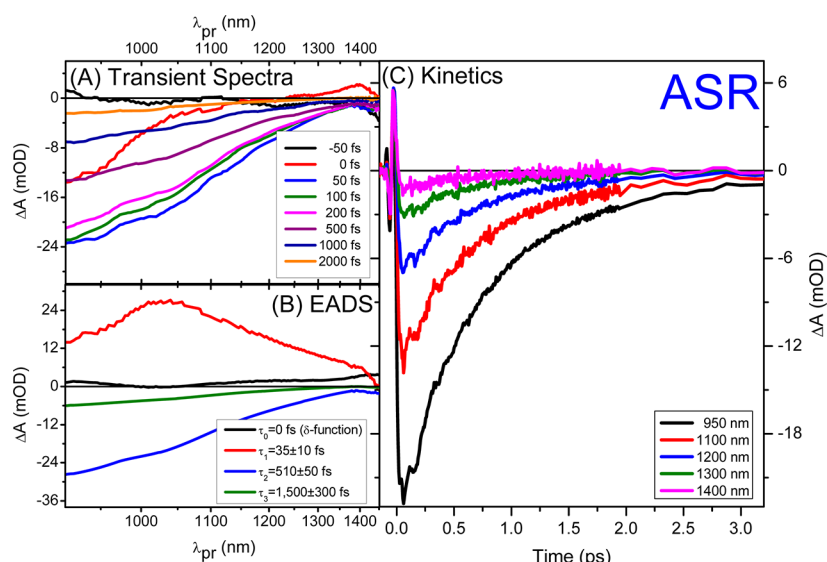 λpr (nm)
1000 1100 1200 1300 1400
(A) Transient Spectra
0
-8
-16
-24
ΔA (mOD)
-50 fs
0 fs
50 fs
100 fs
200 fs
500 fs
1000 fs
2000 fs
(B) EADS
24
12
0
-12
-24
-36
ΔA (mOD)
τ0=0 fs (δ-function)
τ1=35±10 fs
τ2=510±50 fs
τ3=1,500±300 fs
1000 1100 1200 1300 1400
λpr (nm)
(C) Kinetics
ASR
6
0
-6
-12
-18
ΔA (mOD)
950 nm
1100 nm
1200 nm
1300 nm
1400 nm
0.0 0.5 1.0 1.5 2.0 2.5 3.0
Time (ps)